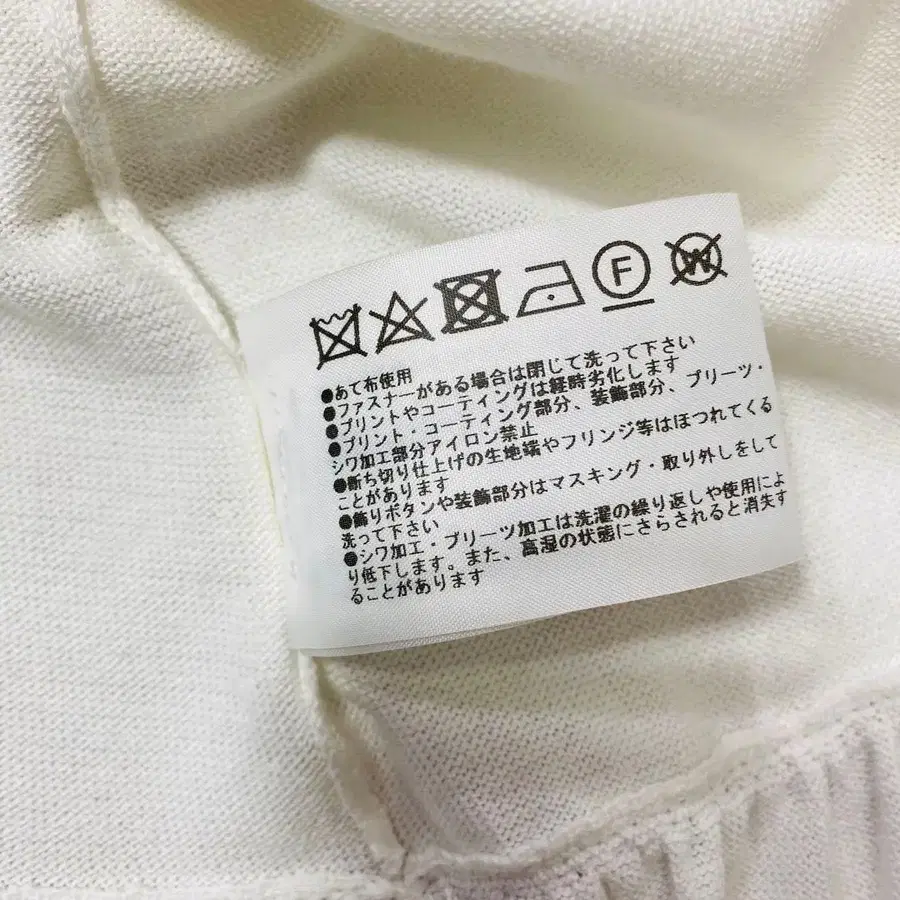 F W
●あて布使用
●ファスナーがある場合は閉じて洗って下さい
●プリントやコーティングは経時劣化します
●プリント・コーティング部分、装飾部分、プリーツ・
シワ加工部分アイロン禁止
●断ち切り仕上げの生地端やフリンジ等はほつれてくる
ことがあります
●飾りボタンや装飾部分はマスキング・取り外しをして
洗って下さい
●シワ加工・プリーツ加工は洗濯の繰り返しや使用によ
り低下します。また、高湿の状態にさらされると消失す
ることがあります